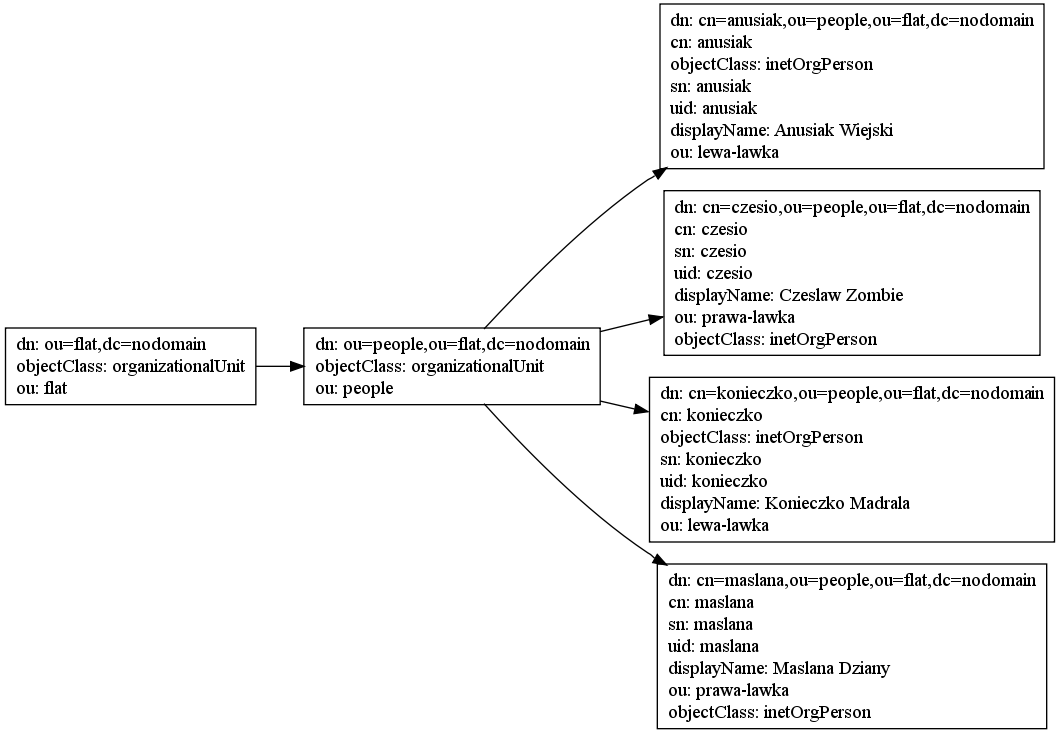 dn: ou=flat,dc=nodomain
objectClass: organizationalUnit
ou: flat
dn: ou=people,ou=flat,dc=nodomain
objectClass: organizationalUnit
ou: people
dn: cn=anusiak,ou=people,ou=flat,dc=nodomain
cn: anusiak
objectClass: inetOrgPerson
sn: anusiak
uid: anusiak
displayName: Anusiak Wiejski
ou: lewa-lawka
dn: cn=czesio,ou=people,ou=flat,dc=nodomain
cn: czesio
sn: czesio
uid: czesio
displayName: Czeslaw Zombie
ou: prawa-lawka
objectClass: inetOrgPerson
dn: cn=konieczko,ou=people,ou=flat,dc=nodomain
cn: konieczko
objectClass: inetOrgPerson
sn: konieczko
uid: konieczko
displayName: Konieczko Madrala
ou: lewa-lawka
dn: cn=maslana,ou=people,ou=flat,dc=nodomain
cn: maslana
sn: maslana
uid: maslana
displayName: Maslana Dziany
ou: prawa-lawka
objectClass: inetOrgPerson